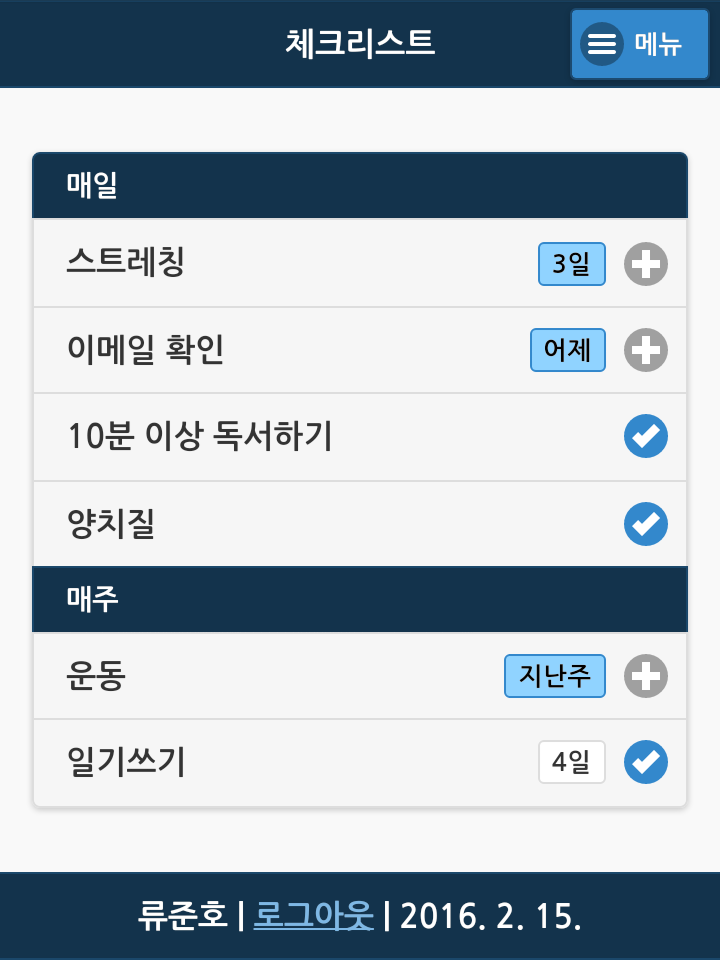 체크리스트 메뉴
매일
스트레칭 3일
이메일 확인 어제
10분 이상 독서하기
양치질
매주
운동 지난주
일기쓰기 4일
류준호 | 로그아웃 | 2016. 2. 15.